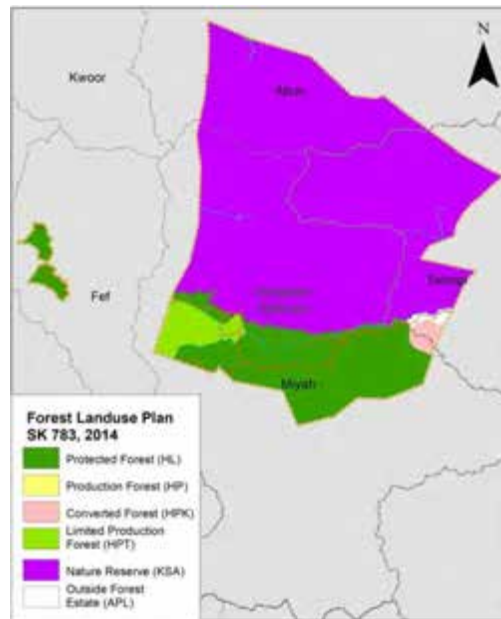 N
Kwoor
Fef
Miyah
Forest Landuse Plan
SK 783, 2014
Protected Forest (HL)
Production Forest (HP)
Converted Forest (HPK)
Limited Production
Forest (HPT)
Nature Reserve (KSA)
Outside Forest
Estate (APL)